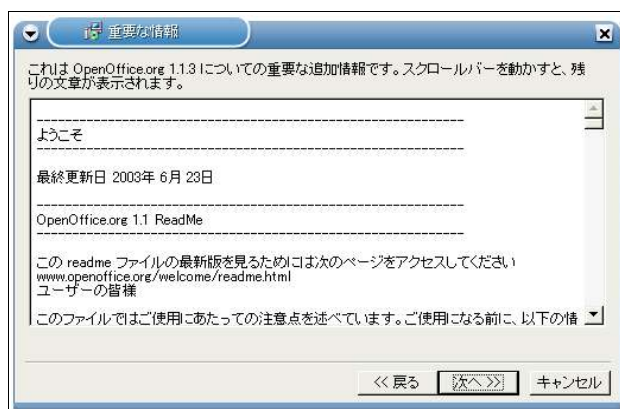 重要な情報
これは OpenOffice.org 1.1.3 についての重要な追加情報です。スクロールバーを動かすと、残
りの文章が表示されます。
------------------------------------------------------------
ようこそ
------------------------------------------------------------
最終更新日 2003年 6月 23日
------------------------------------------------------------
OpenOffice.org 1.1 ReadMe
------------------------------------------------------------
この readme ファイルの最新版を見るためには次のページをアクセスしてください
www.openoffice.org/welcome/readme.html
ユーザーの皆様
このファイルではご使用にあたっての注意点を述べています。ご使用になる前に、以下の情
<< 戻る
次へ >>
キャンセル